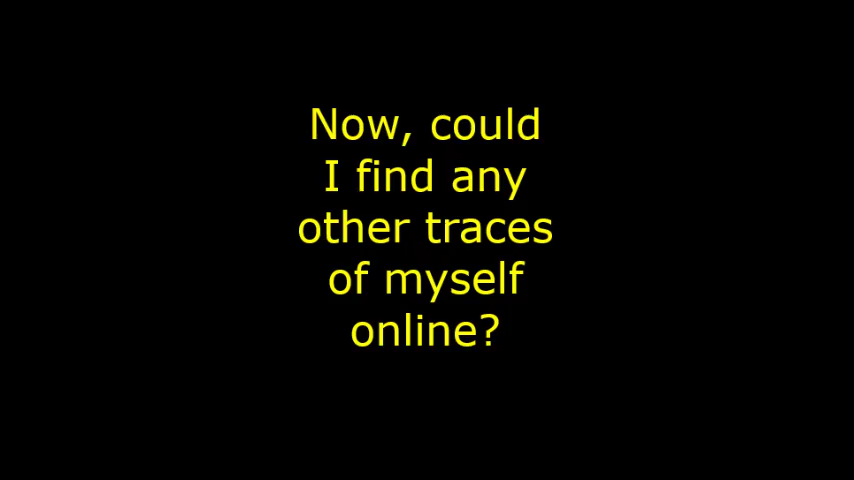 Now, could
I find any
other traces
of myself
online?